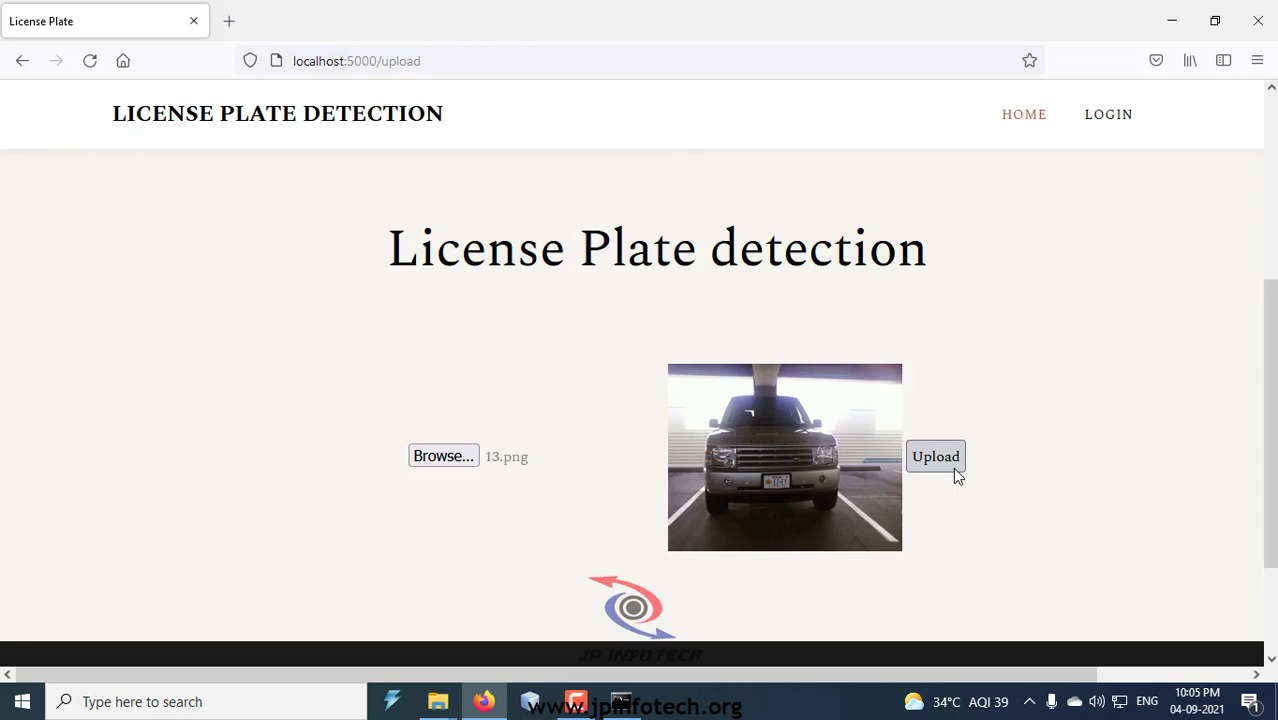 License Plate
localhost:5000/upload
LICENSE PLATE DETECTION
HOME
LOGIN
License Plate detection
Browse...
13.png
Upload
JP INFOTECH
Type here to search
34°C AQI 39
ENG
10:05 PM
04-09-2021
1
www.jpinfotech.org